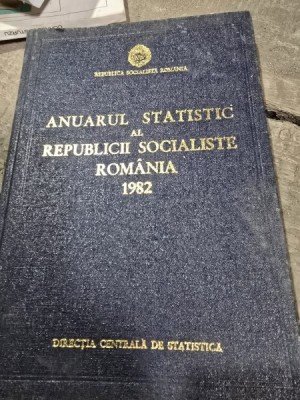 REPUBLICA SOCIALISTĂ ROMÂNIA
ANUARUL STATISTIC
AL
REPUBLICII SOCIALISTE
ROMÂNIA
1982
DIRECȚIA CENTRALĂ DE STATISTICĂ